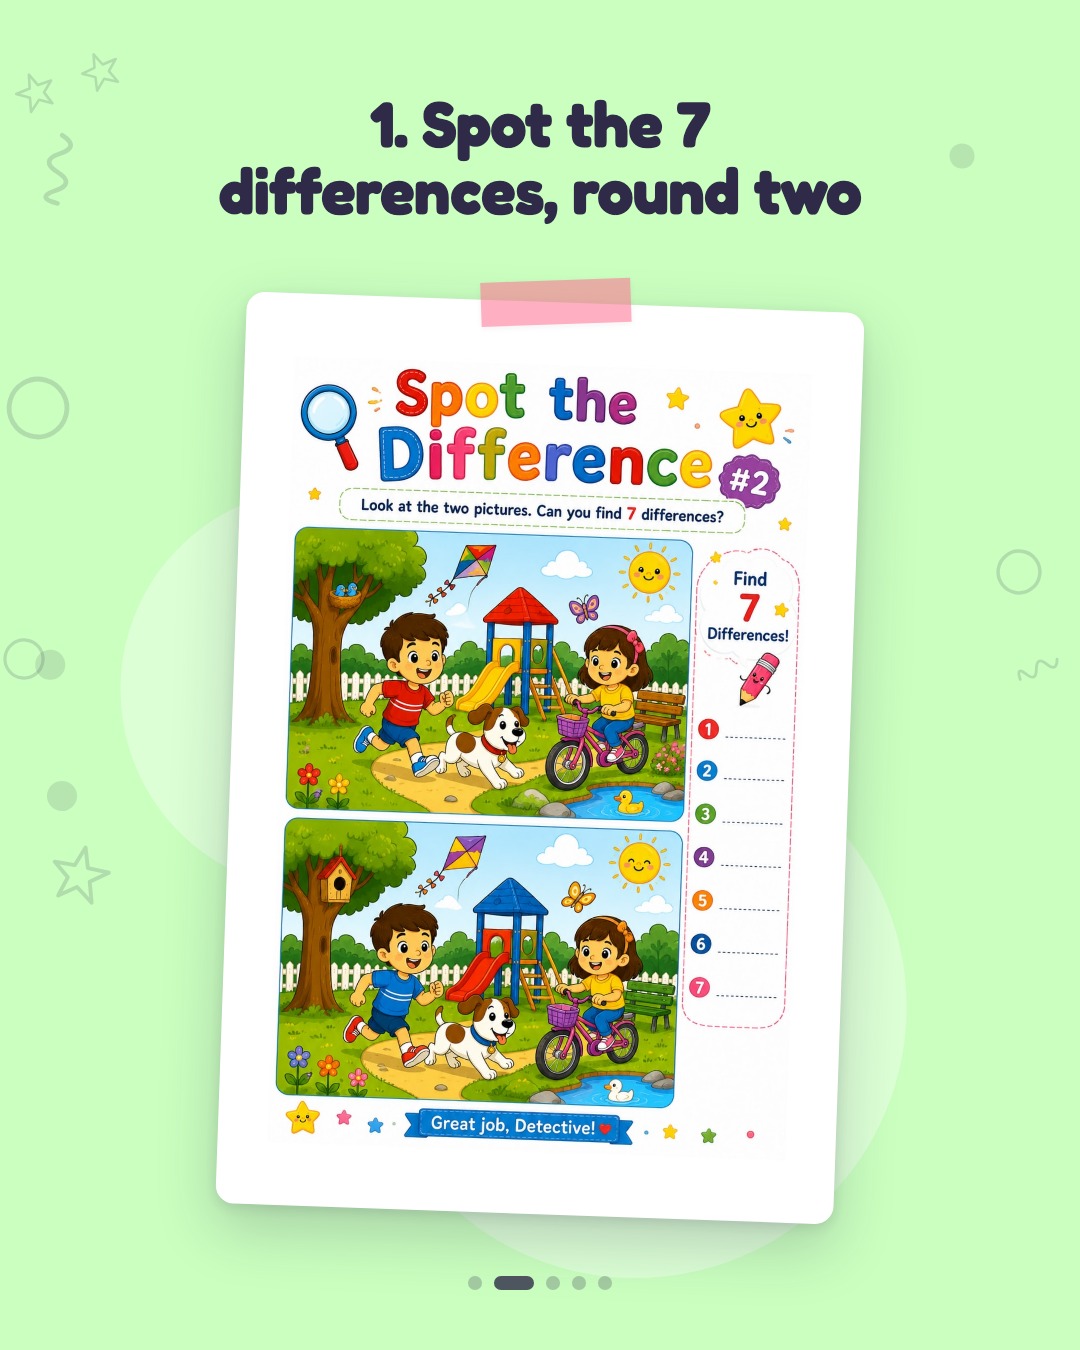 1. Spot the 7
differences, round two
Spot the
Difference
#2
Look at the two pictures. Can you find 7 differences?
Find
7
Differences!
1
2
3
4
5
6
7
Great job, Detective!